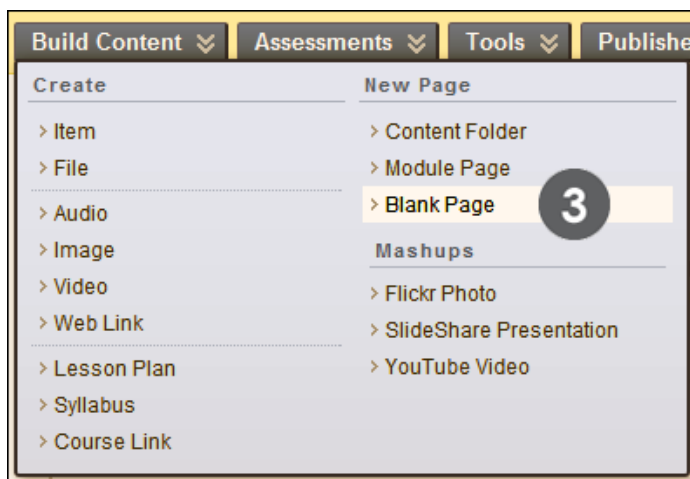 Build Content Assessments Tools Publishe
Create
Item
File
Audio
Image
Video
Web Link
Lesson Plan
Syllabus
Course Link
New Page
Content Folder
Module Page
Blank Page 3
Mashups
Flickr Photo
SlideShare Presentation
YouTube Video